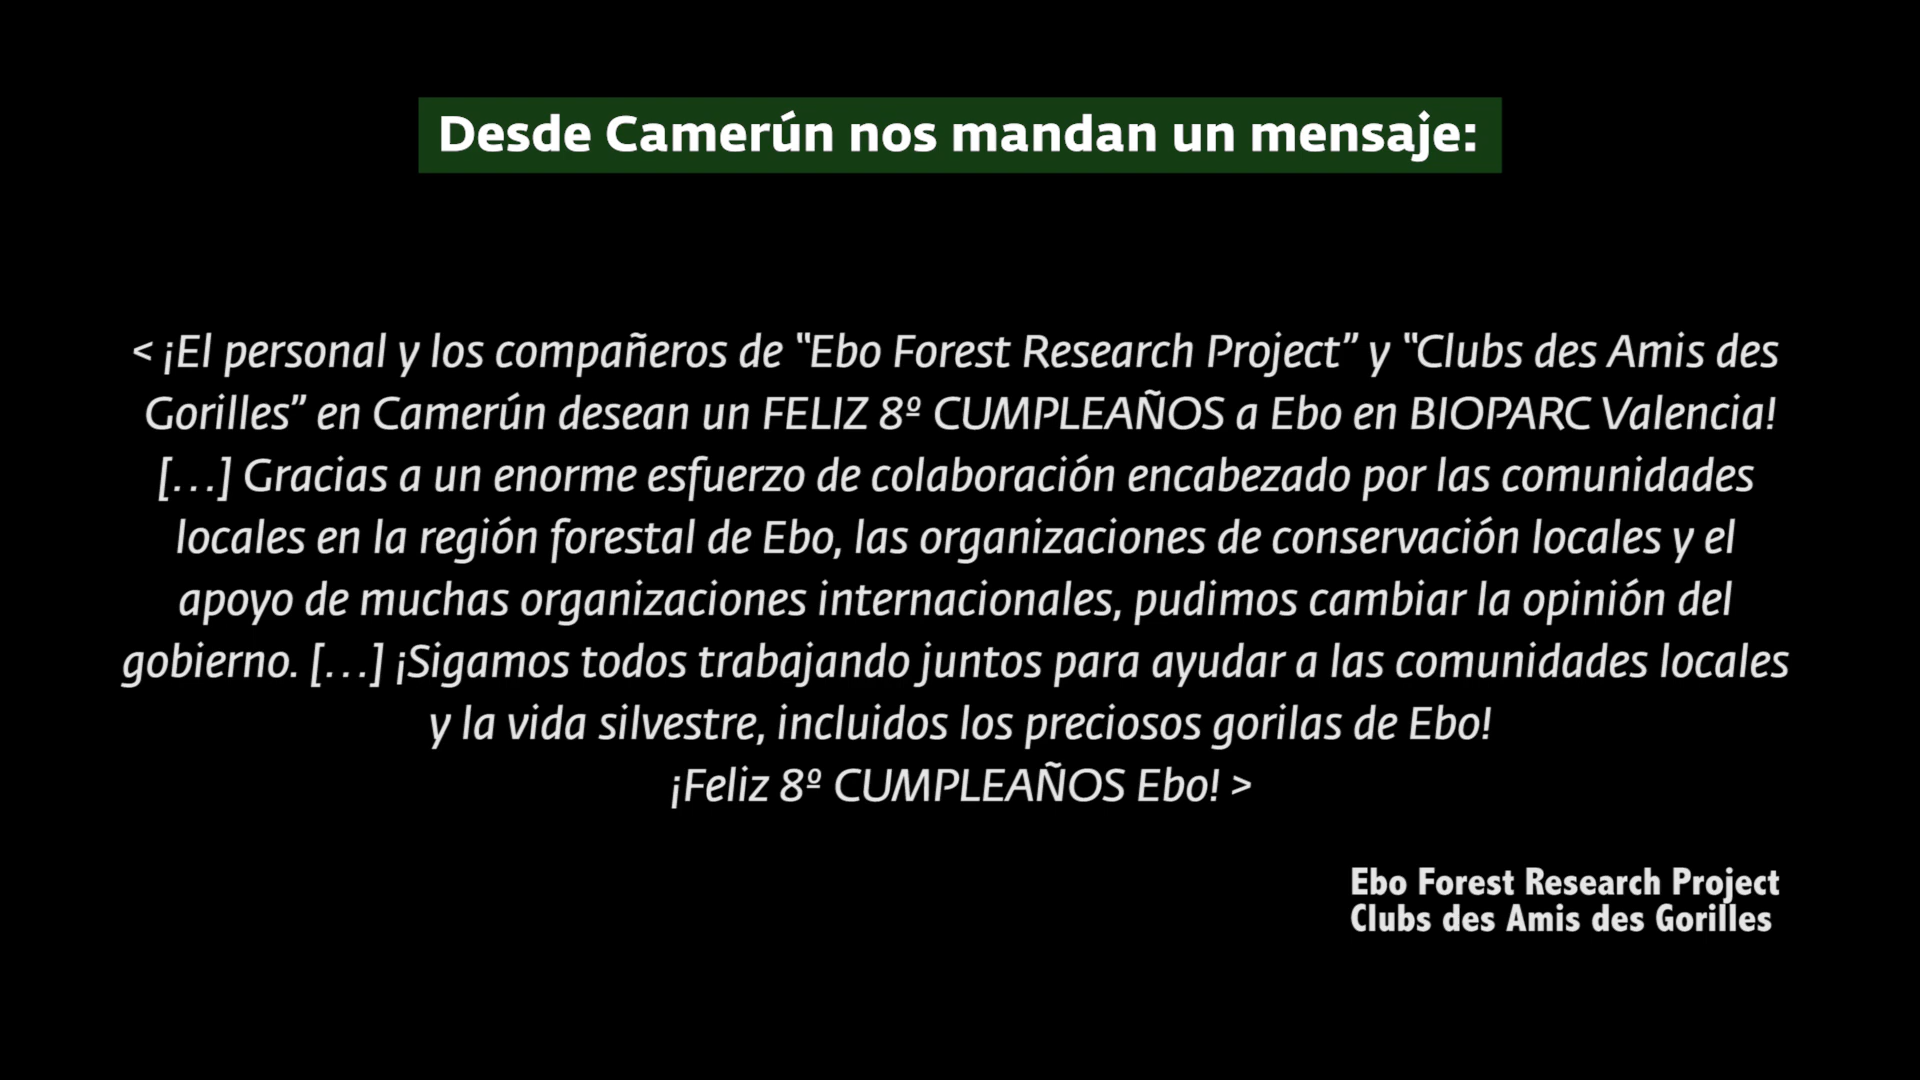 Desde Camerún nos mandan un mensaje:
< ¡El personal y los compañeros de “Ebo Forest Research Project” y “Clubs des Amis des
Gorilles” en Camerún desean un FELIZ 8º CUMPLEAÑOS a Ebo en BIOPARC Valencia!
[…] Gracias a un enorme esfuerzo de colaboración encabezado por las comunidades
locales en la región forestal de Ebo, las organizaciones de conservación locales y el
apoyo de muchas organizaciones internacionales, pudimos cambiar la opinión del
gobierno. […] ¡Sigamos todos trabajando juntos para ayudar a las comunidades locales
y la vida silvestre, incluidos los preciosos gorilas de Ebo!
¡Feliz 8º CUMPLEAÑOS Ebo! >
Ebo Forest Research Project
Clubs des Amis des Gorilles